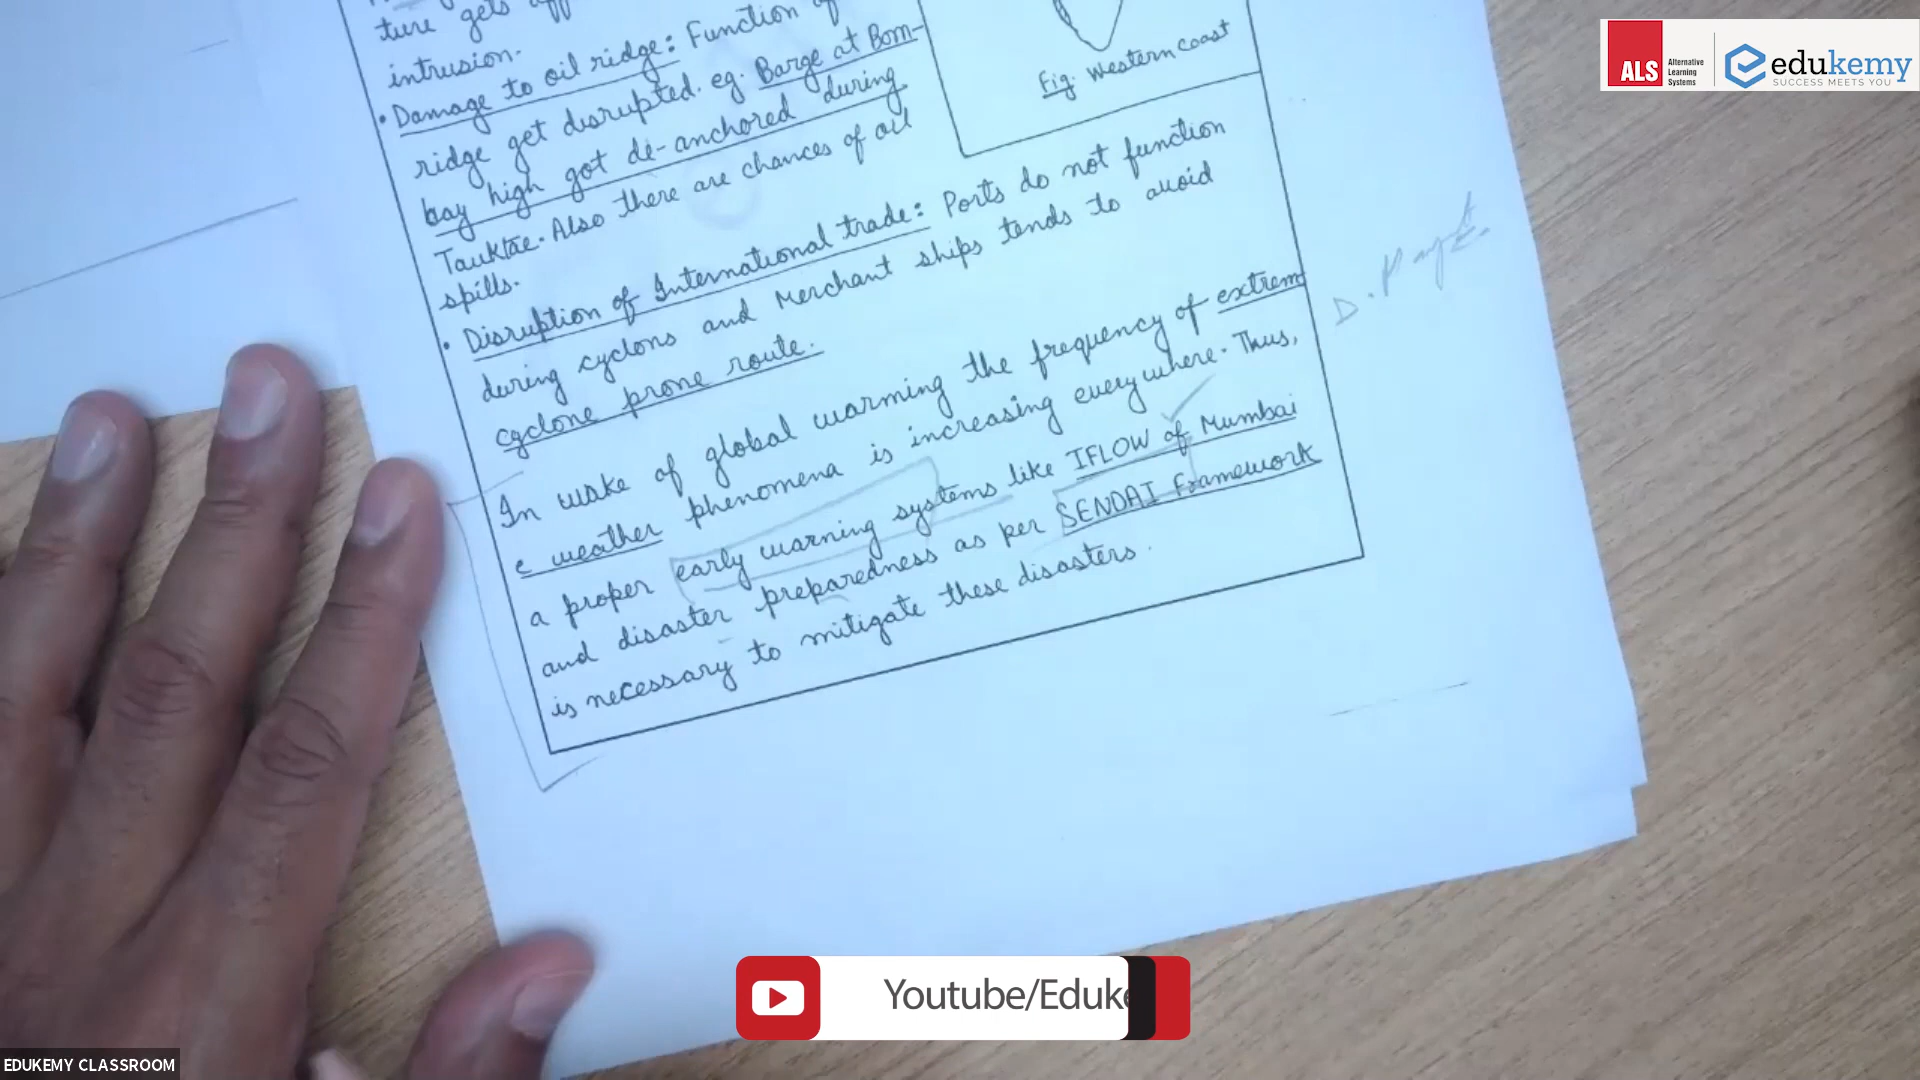 ture gets
intrusion.
• Damage to oil ridge: Function
ridge get disrupted. eg. Barge at Bom-
bay high got de-anchored during
Tauktae. Also there are chances of oil
spills.
Fig. Western coast
• Disruption of International trade: Ports do not function
during cyclons and Merchant ships tends to avoid
cyclone prone route.
In wake of global warming the frequency of extrem
e weather phenomena is increasing everywhere. Thus,
a proper early warning systems like IFLOW of Mumbai
and disaster preparedness as per SENDAI framework
is necessary to mitigate these disasters.
ALS Alternative Learning Systems
edukemy
SUCCESS MEETS YOU
Youtube/Eduke
EDUKEMY CLASSROOM